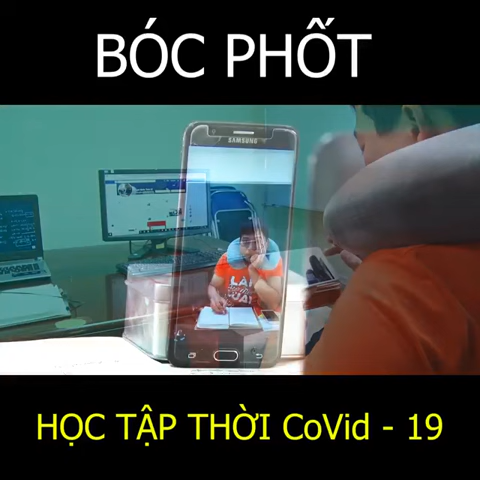 BÓC PHỐT
SAMSUNG
HỌC TẬP THỜI CoVid - 19